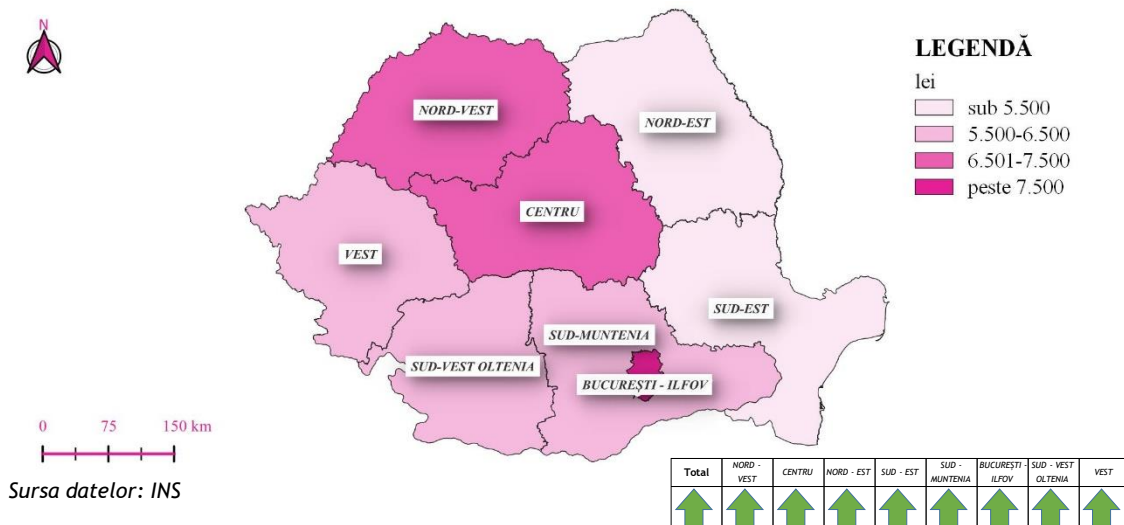 N
LEGENDĂ
lei
sub 5.500
5.500-6.500
6.501-7.500
peste 7.500
NORD-VEST
NORD-EST
CENTRU
VEST
SUD-EST
SUD-MUNTENIA
SUD-VEST OLTENIA
BUCUREȘTI - ILFOV
0 75 150 km
Sursa datelor: INS
Total
NORD -
VEST
CENTRU
NORD - EST
SUD - EST
SUD -
MUNTENIA
BUCUREȘTI -
ILFOV
SUD - VEST
OLTENIA
VEST